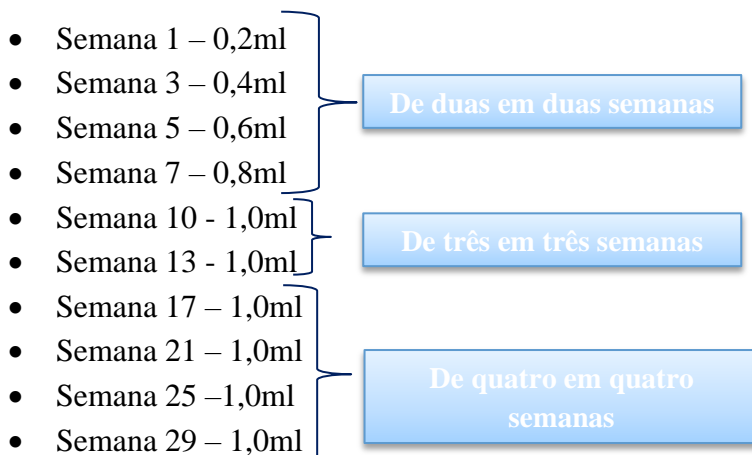 • Semana 1 – 0,2ml
• Semana 3 – 0,4ml
• Semana 5 – 0,6ml
• Semana 7 – 0,8ml
De duas em duas semanas
• Semana 10 - 1,0ml
• Semana 13 - 1,0ml
De três em três semanas
• Semana 17 – 1,0ml
• Semana 21 – 1,0ml
• Semana 25 –1,0ml
• Semana 29 – 1,0ml
De quatro em quatro
semanas